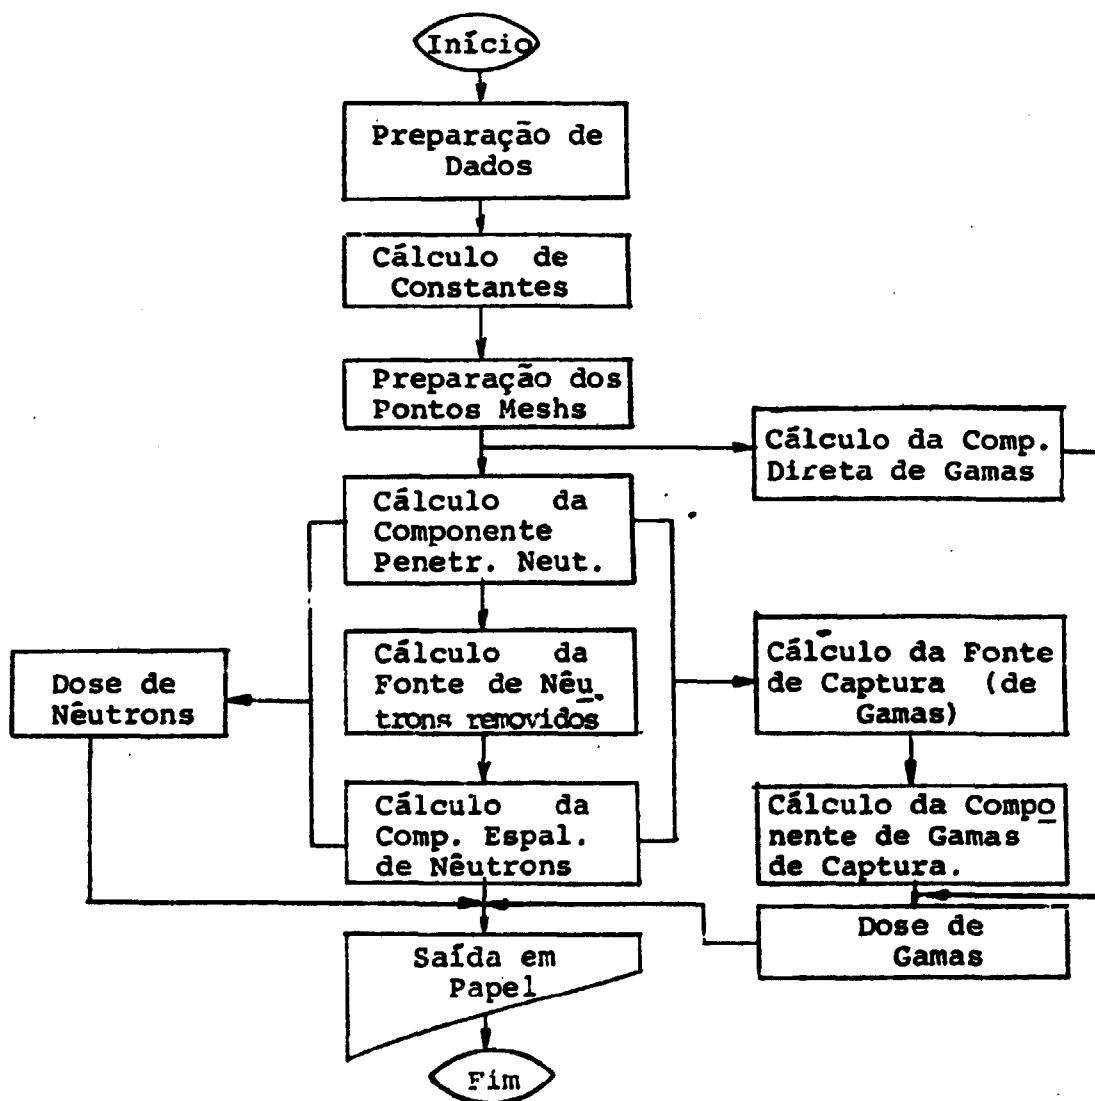 Início
Preparação de
Dados
Cálculo de
Constantes
Preparação dos
Pontos Meshs
Cálculo da Comp.
Direta de Gamas
Cálculo da
Componente
Penetr. Neut.
Cálculo da
Fonte de Nêu
trons removidos
Cálculo da Fonte
de Captura (de
Gamas)
Dose de
Nêutrons
Cálculo da
Comp. Espal.
de Nêutrons
Cálculo da Compo
nente de Gamas
de Captura.
Dose de
Gamas
Saída em
Papel
Fim